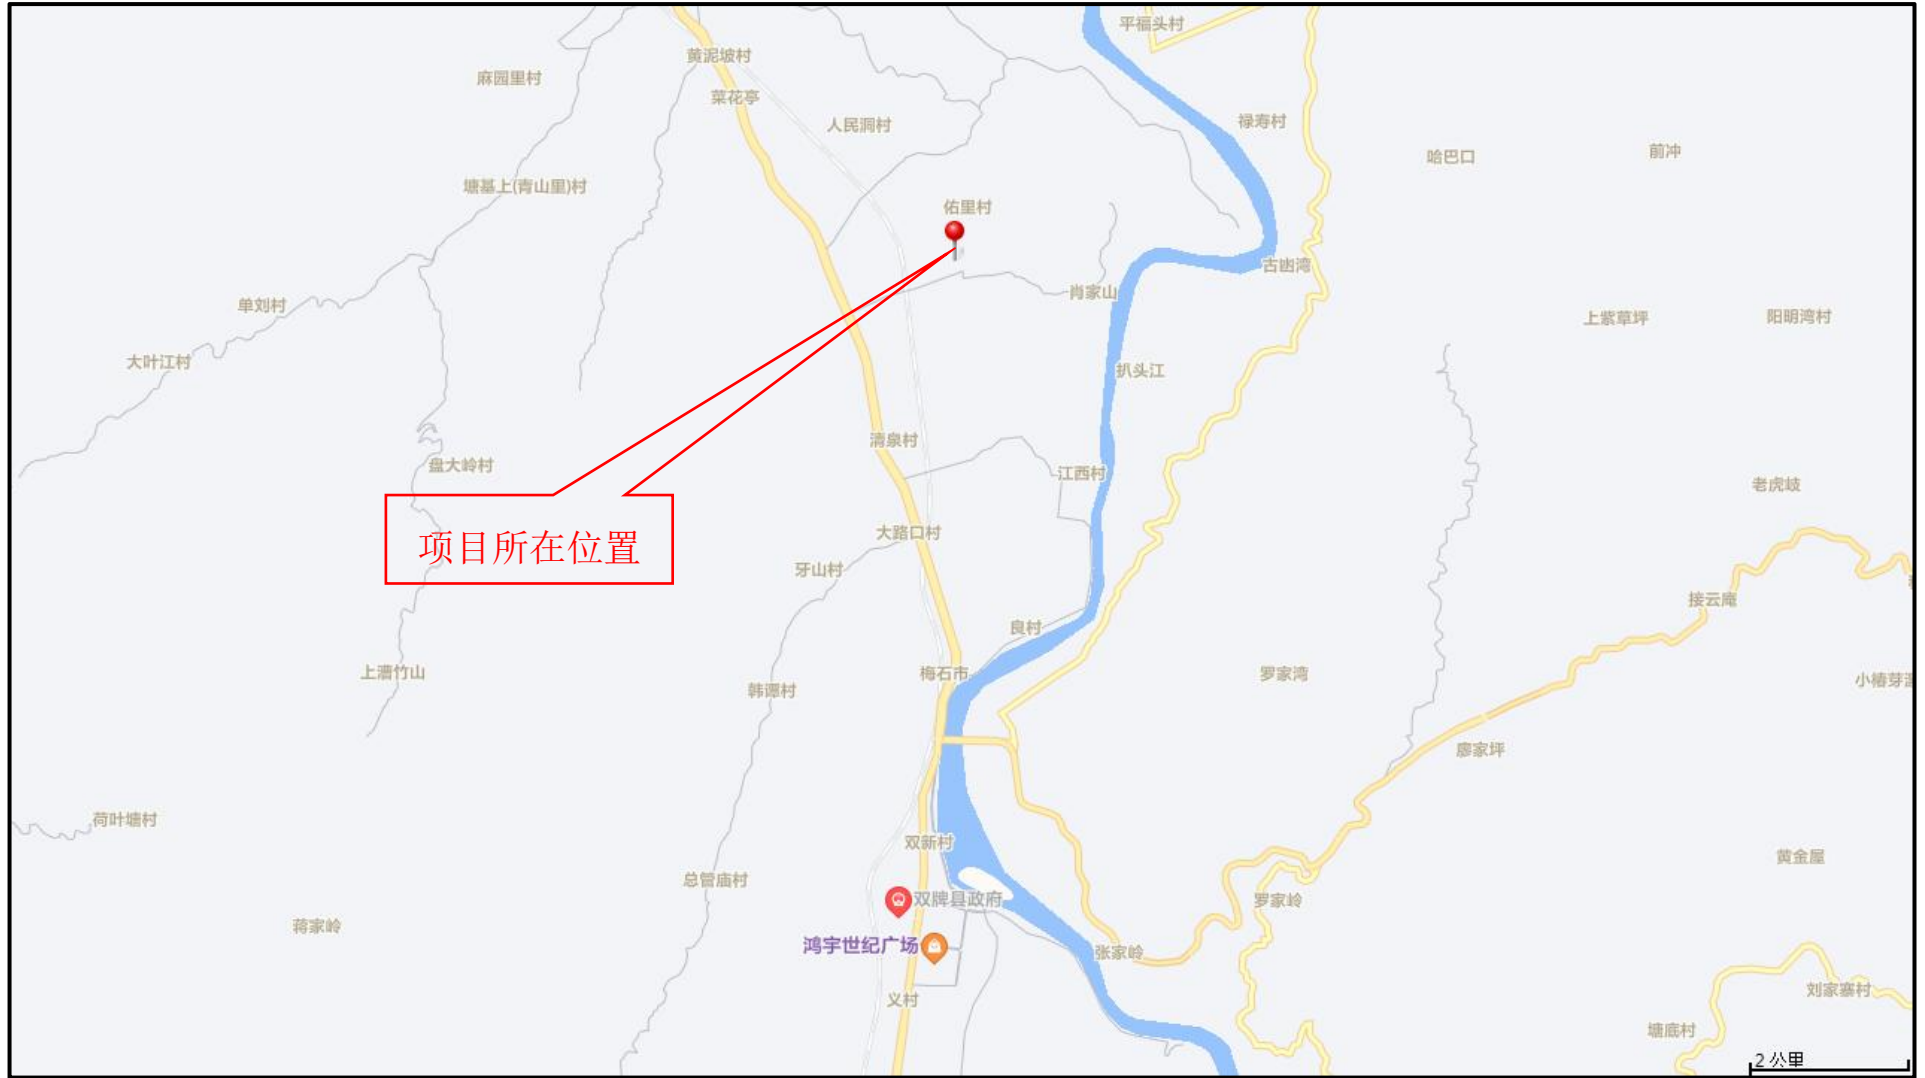 平福头村
黄泥坡村
麻园里村
菜花亭
人民洞村
禄寿村
哈巴口
前冲
塘基上(青山里)村
佑里村
古凼湾
肖家山
单刘村
上紫草坪
阳明湾村
大叶江村
扒头江
清泉村
盘大岭村
江西村
老虎岐
大路口村
项目所在位置
牙山村
接云庵
良村
上漕竹山
梅石市
罗家湾
小椿芽
韩谭村
廖家坪
荷叶塘村
双新村
黄金屋
总管庙村
双牌县政府
罗家岭
蒋家岭
鸿宇世纪广场
张家岭
刘家寨村
义村
塘底村
2 公里